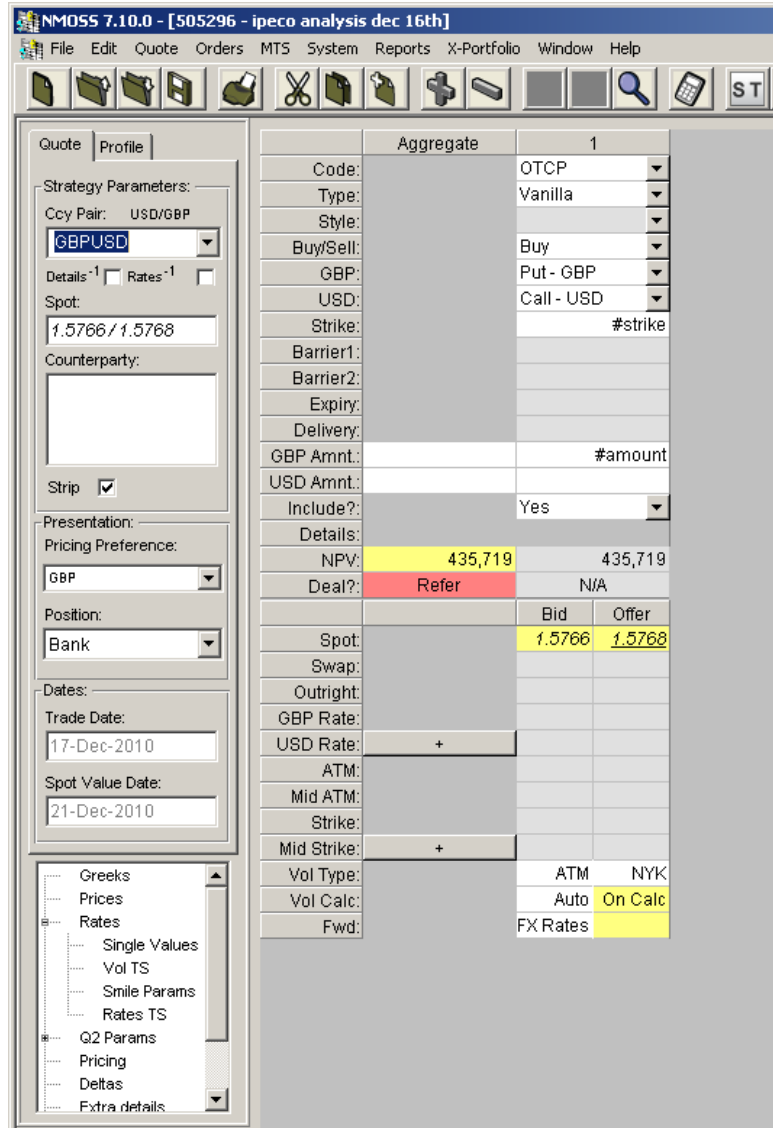 NMOSS 7.10.0 - [505296 - ipeco analysis dec 16th]
File Edit Quote Orders MTS System Reports X-Portfolio Window Help
S T
Quote Profile
Strategy Parameters:
Ccy Pair: USD/GBP
GBPUSD
Details -1 Rates -1
Spot:
1.5766 / 1.5768
Counterparty:
Strip
Presentation:
Pricing Preference:
GBP
Position:
Bank
Dates:
Trade Date:
17-Dec-2010
Spot Value Date:
21-Dec-2010
Greeks
Prices
Rates
Single Values
Vol TS
Smile Params
Rates TS
Q2 Params
Pricing
Deltas
Extra details
Aggregate 1
Code: OTCP
Type: Vanilla
Style:
Buy/Sell: Buy
GBP: Put - GBP
USD: Call - USD
Strike: #strike
Barrier1:
Barrier2:
Expiry:
Delivery:
GBP Amnt.: #amount
USD Amnt.:
Include?: Yes
Details:
NPV: 435,719 435,719
Deal?: Refer N/A
Bid Offer
Spot: 1.5766 1.5768
Swap:
Outright:
GBP Rate:
USD Rate: +
ATM:
Mid ATM:
Strike:
Mid Strike: +
Vol Type: ATM NYK
Vol Calc: Auto On Calc
Fwd: FX Rates